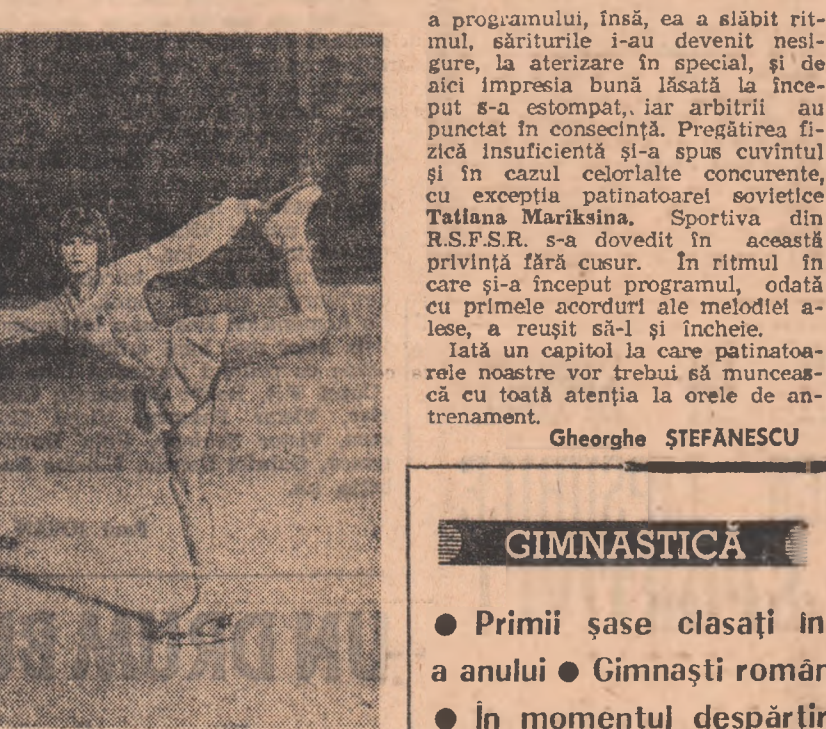 a programului, însă, ea a slăbit rit-
mul, săriturile i-au devenit nesi-
gure, la aterizare în special, și de
aici impresia bună lăsată la înce-
put s-a estompat, iar arbitrii au
punctat în consecință. Pregătirea fi-
zică insuficientă și-a spus cuvîntul
și în cazul celorlalte concurente,
cu excepția patinatoarei sovietice
Tatiana Marîksina. Sportiva din
R.S.F.S.R. s-a dovedit în această
privință fără cusur. În ritmul în
care și-a început programul, odată
cu primele acorduri ale melodiei a-
lese, a reușit să-l și încheie.
Iată un capitol la care patinatoa-
rele noastre vor trebui să munceas-
că cu toată atenția la orele de an-
trenament.
Gheorghe ȘTEFĂNESCU
GIMNASTICĂ
● Primii șase clasați în
a anului ● Gimnaști român
● În momentul despărțir